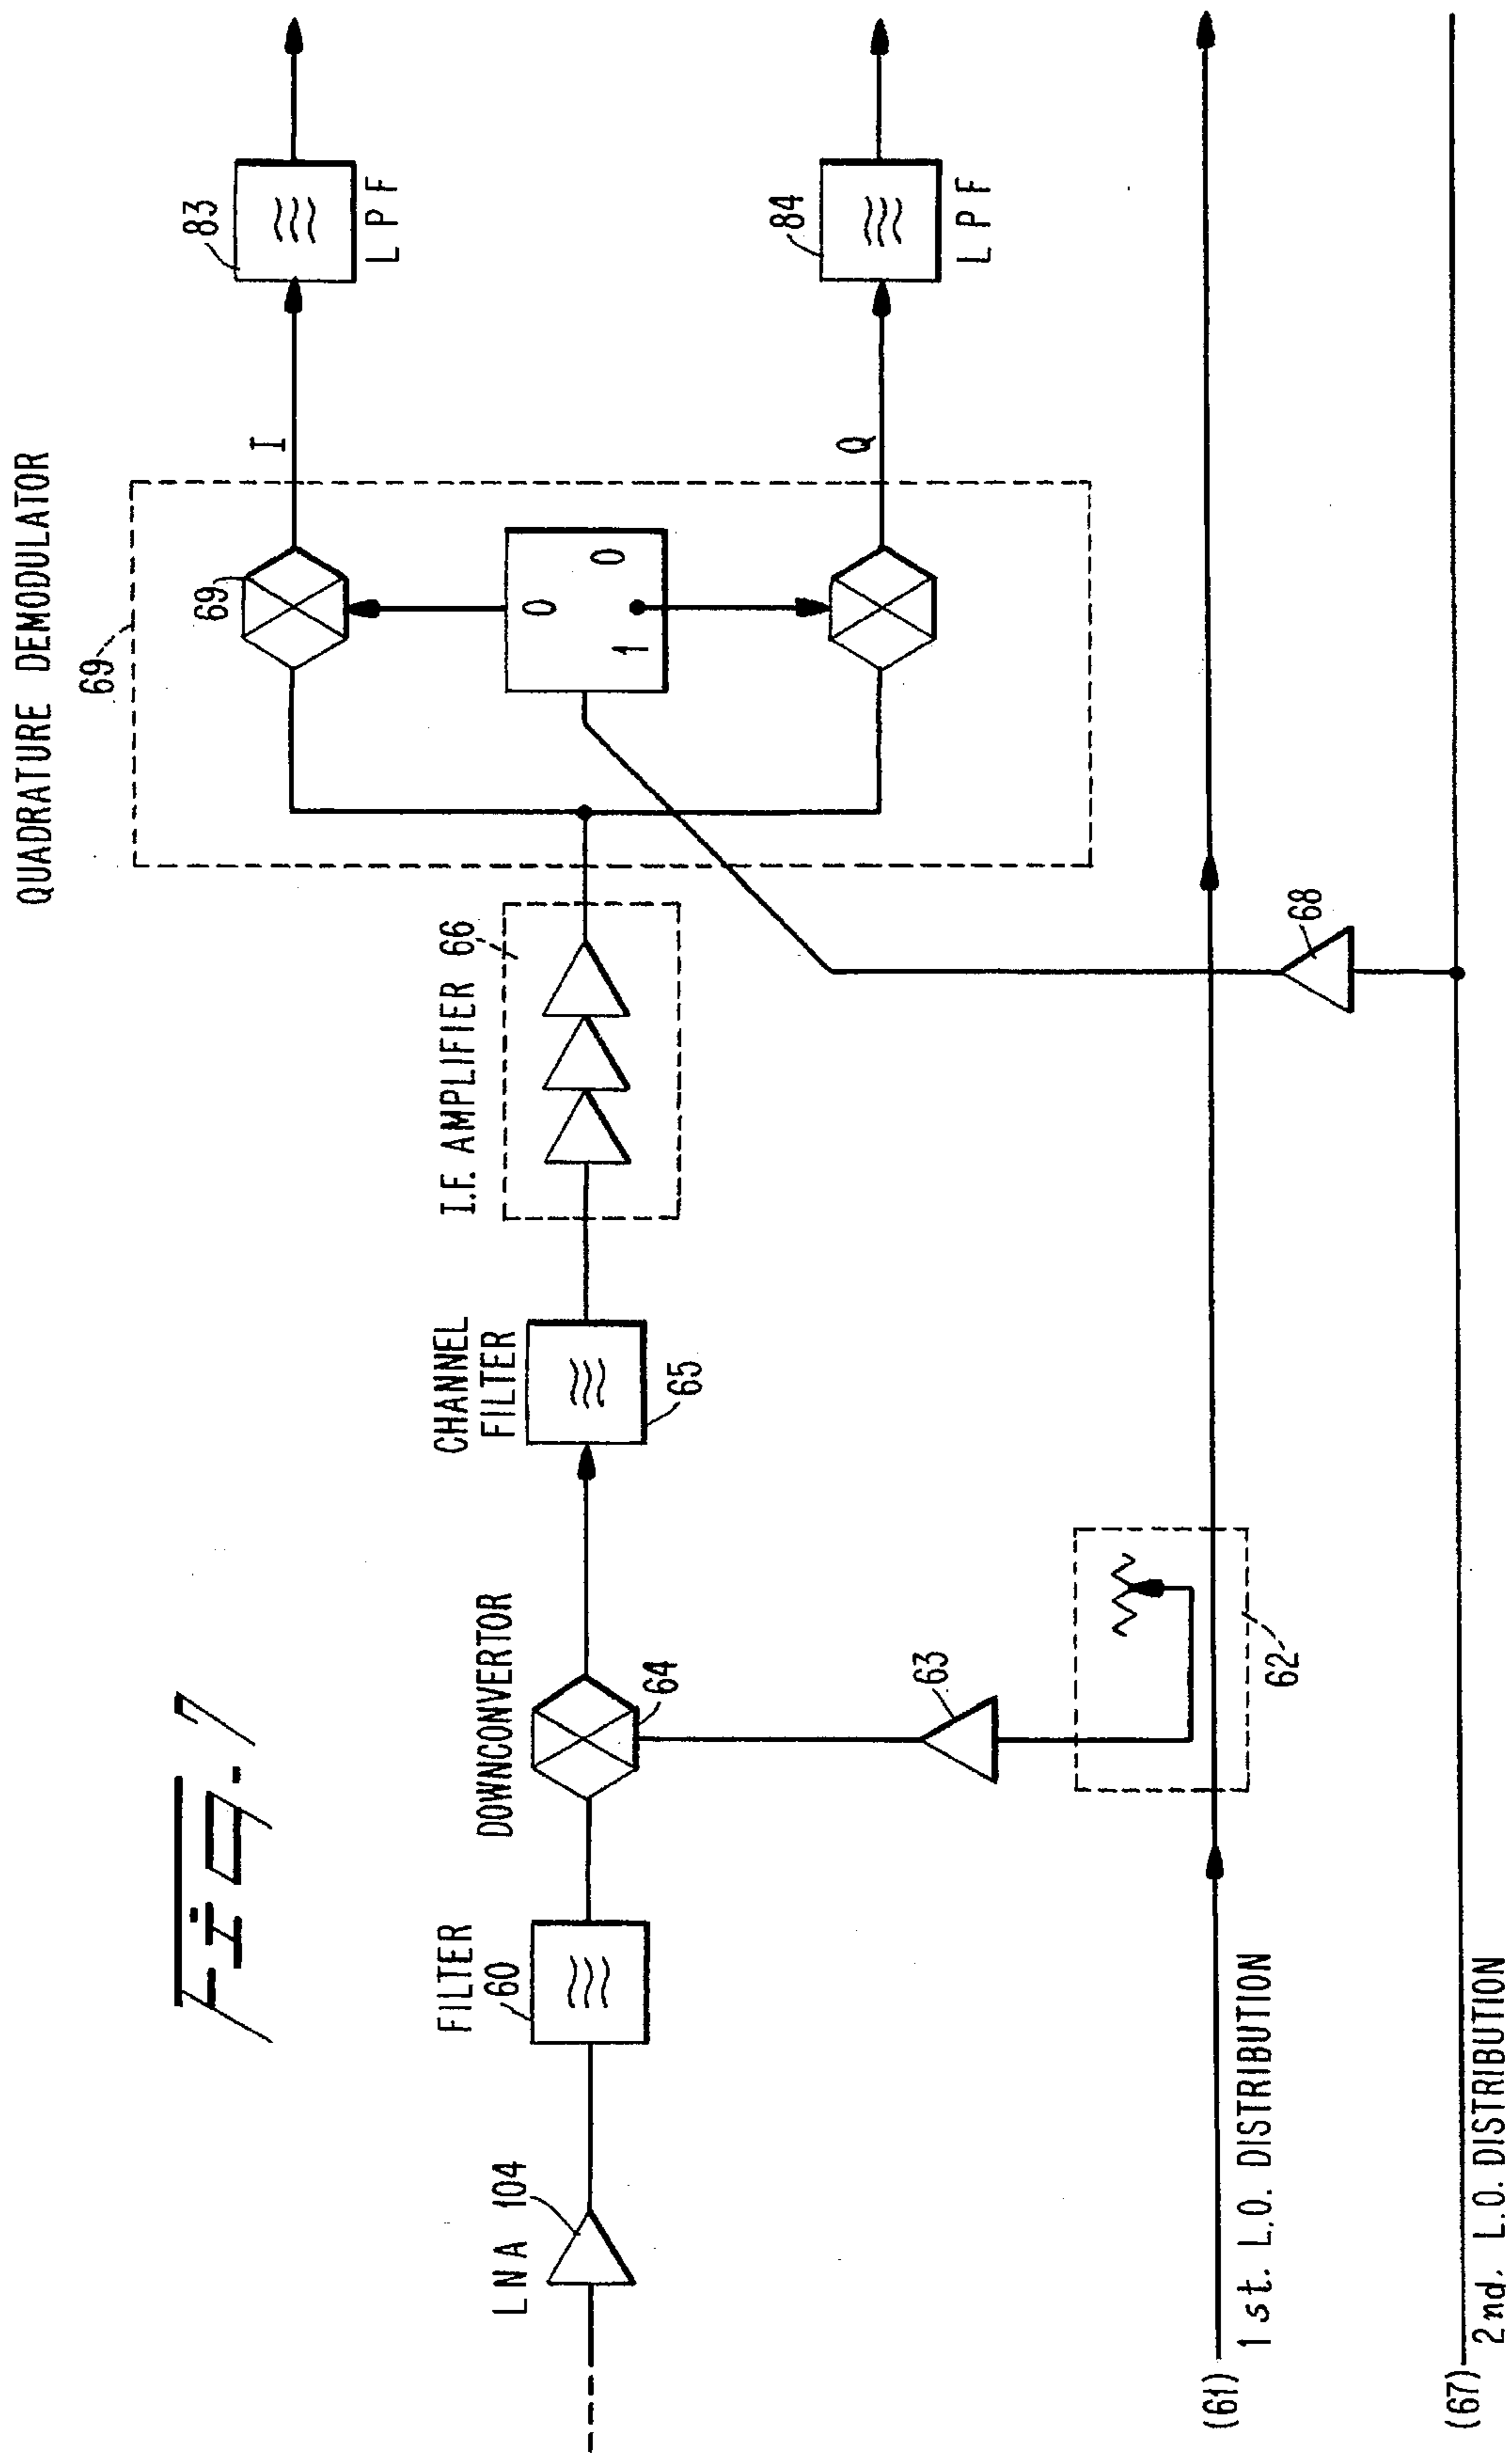 Fig. 7
QUADRATURE DEMODULATOR
69
69
I
83
LPF
0
0
1
Q
84
LPF
I.F. AMPLIFIER 66
CHANNEL
FILTER
65
DOWNCONVERTOR
64
FILTER
60
LNA 104
63
62
68
(61) 1st. L.O. DISTRIBUTION
(67) 2nd. L.O. DISTRIBUTION